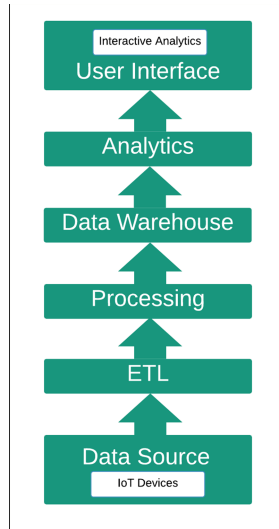 Interactive Analytics
User Interface
Analytics
Data Warehouse
Processing
ETL
Data Source
IoT Devices